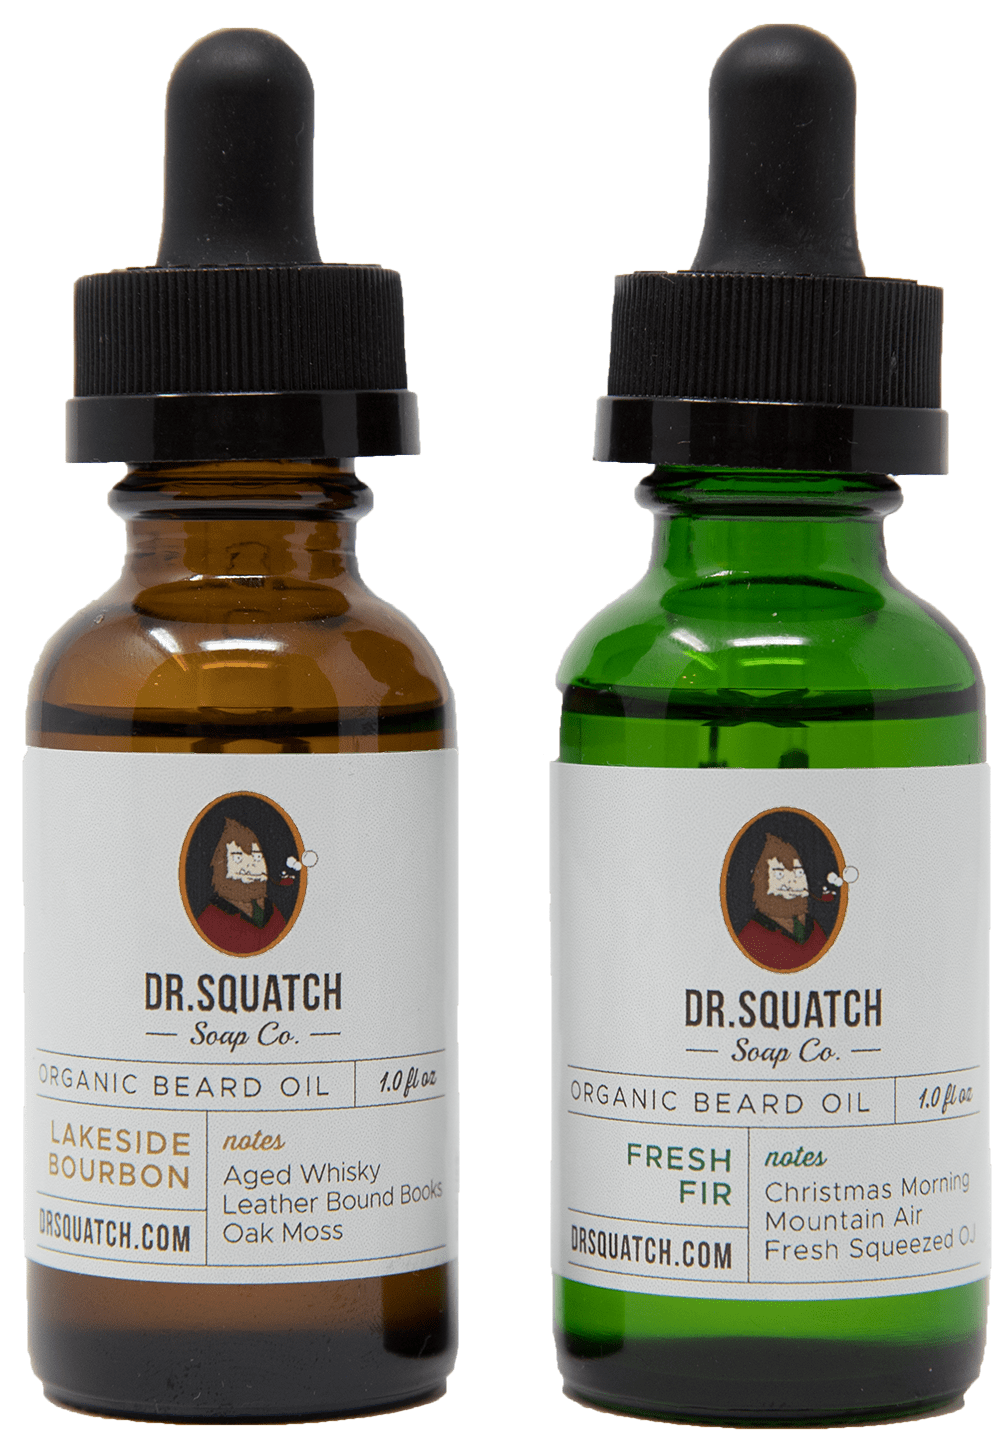 DR.SQUATCH
Soap Co.
ORGANIC BEARD OIL
1.0 fl oz
LAKESIDE
BOURBON
DRSQUATCH.COM
notes
Aged Whisky
Leather Bound Books
Oak Moss
DR.SQUATCH
Soap Co.
ORGANIC BEARD OIL
1.0 fl oz
FRESH
FIR
DRSQUATCH.COM
notes
Christmas Morning
Mountain Air
Fresh Squeezed OJ